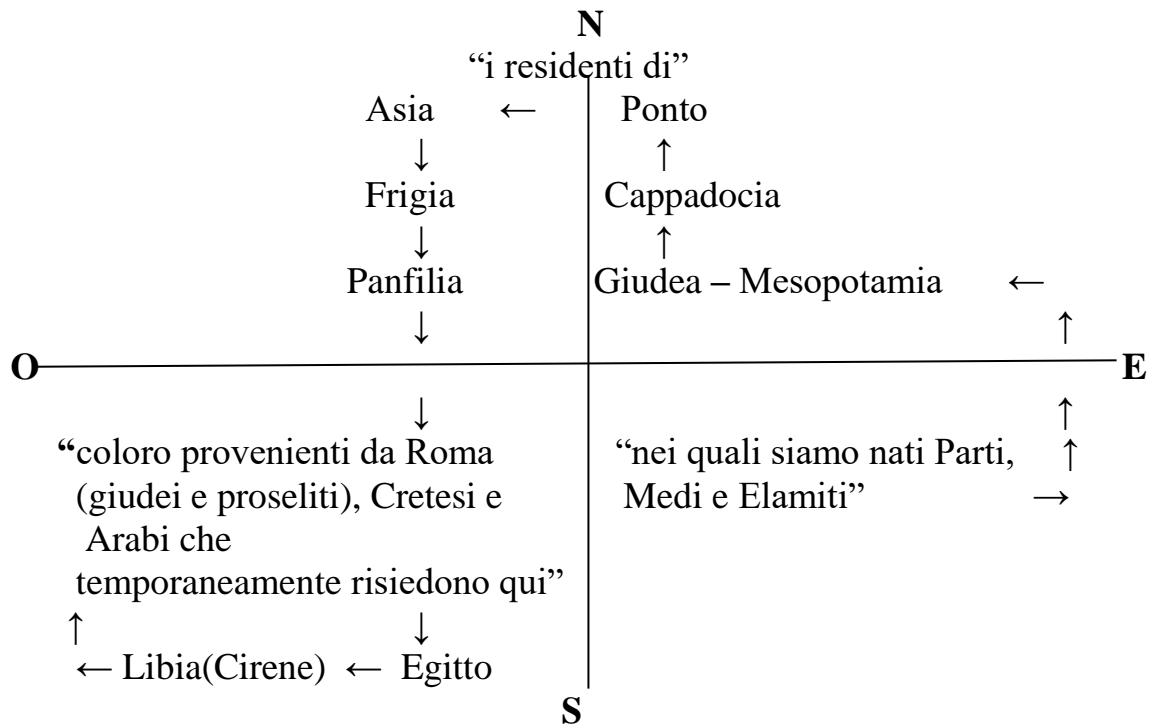 N
“i residenti di”
Asia ← Ponto
↓ ↑
Frigia Cappadocia
↓ ↑
Panfilia Giudea – Mesopotamia ←
↓ ↑
O E
↓ ↑
“coloro provenienti da Roma “nei quali siamo nati Parti, ↑
(giudei e proseliti), Cretesi e Medi e Elamiti” →
Arabi che
temporaneamente risiedono qui”
↑ ↓
← Libia(Cirene) ← Egitto
S